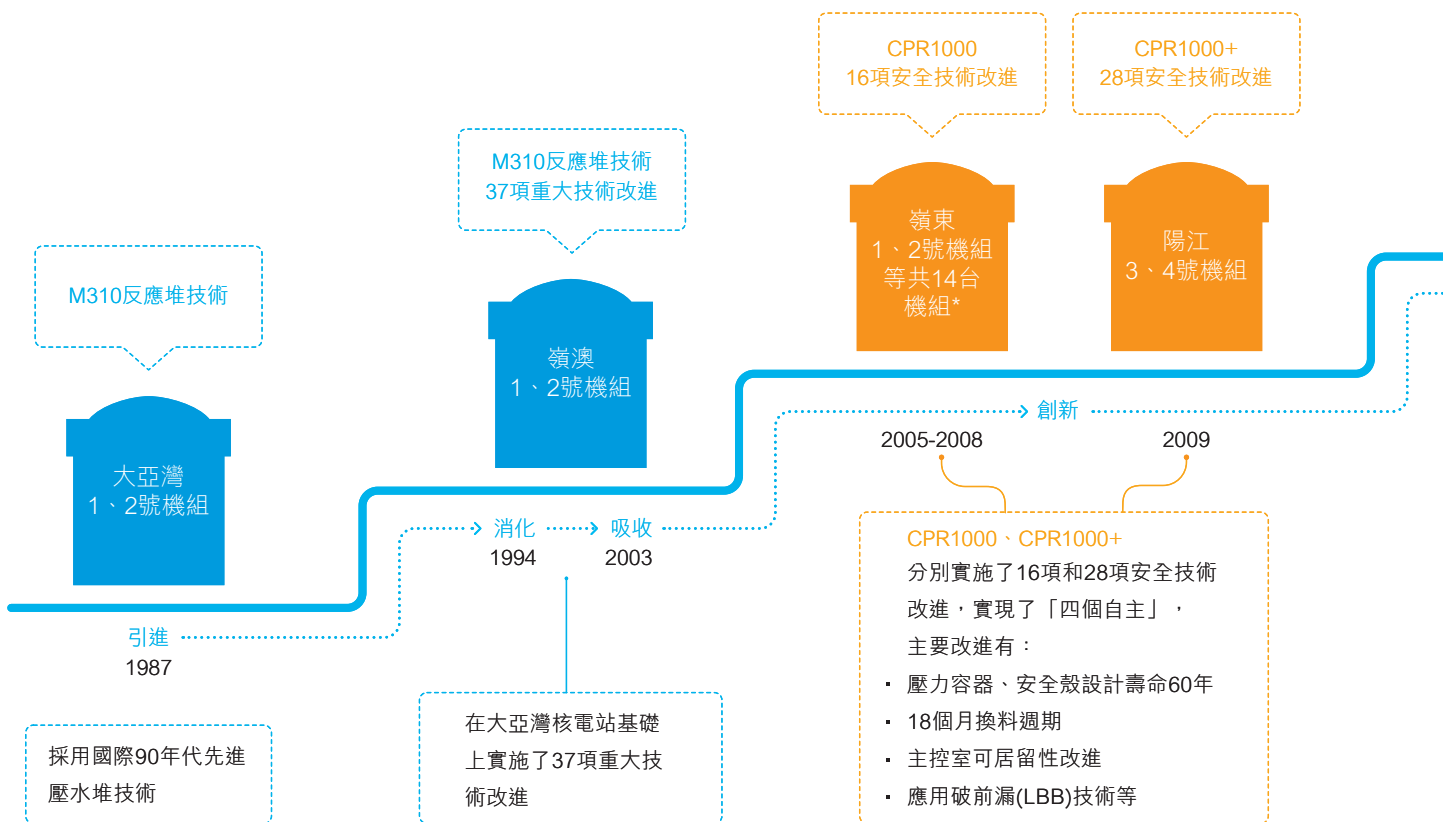 CPR1000
16項安全技術改進
CPR1000+
28項安全技術改進
M310反應堆技術
37項重大技術改進
M310反應堆技術
嶺東
1、2號機組
等共14台
機組*
陽江
3、4號機組
嶺澳
1、2號機組
大亞灣
1、2號機組
創新
2005-2008
2009
消化
1994
吸收
2003
引進
1987
CPR1000、CPR1000+
分別實施了16項和28項安全技術
改進，實現了「四個自主」，
主要改進有：
▪ 壓力容器、安全殼設計壽命60年
▪ 18個月換料週期
▪ 主控室可居留性改進
▪ 應用破前漏(LBB)技術等
在大亞灣核電站基礎
上實施了37項重大技
術改進
採用國際90年代先進
壓水堆技術